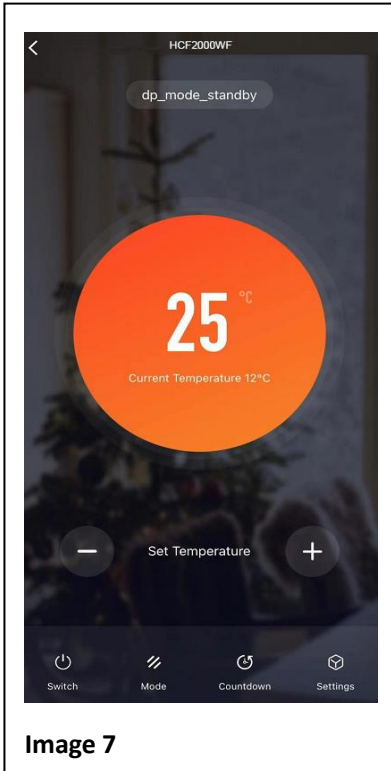 HCF2000WF
dp_mode_standby
25 °C
Current Temperature 12°C
Set Temperature
Switch Mode Countdown Settings
Image 7